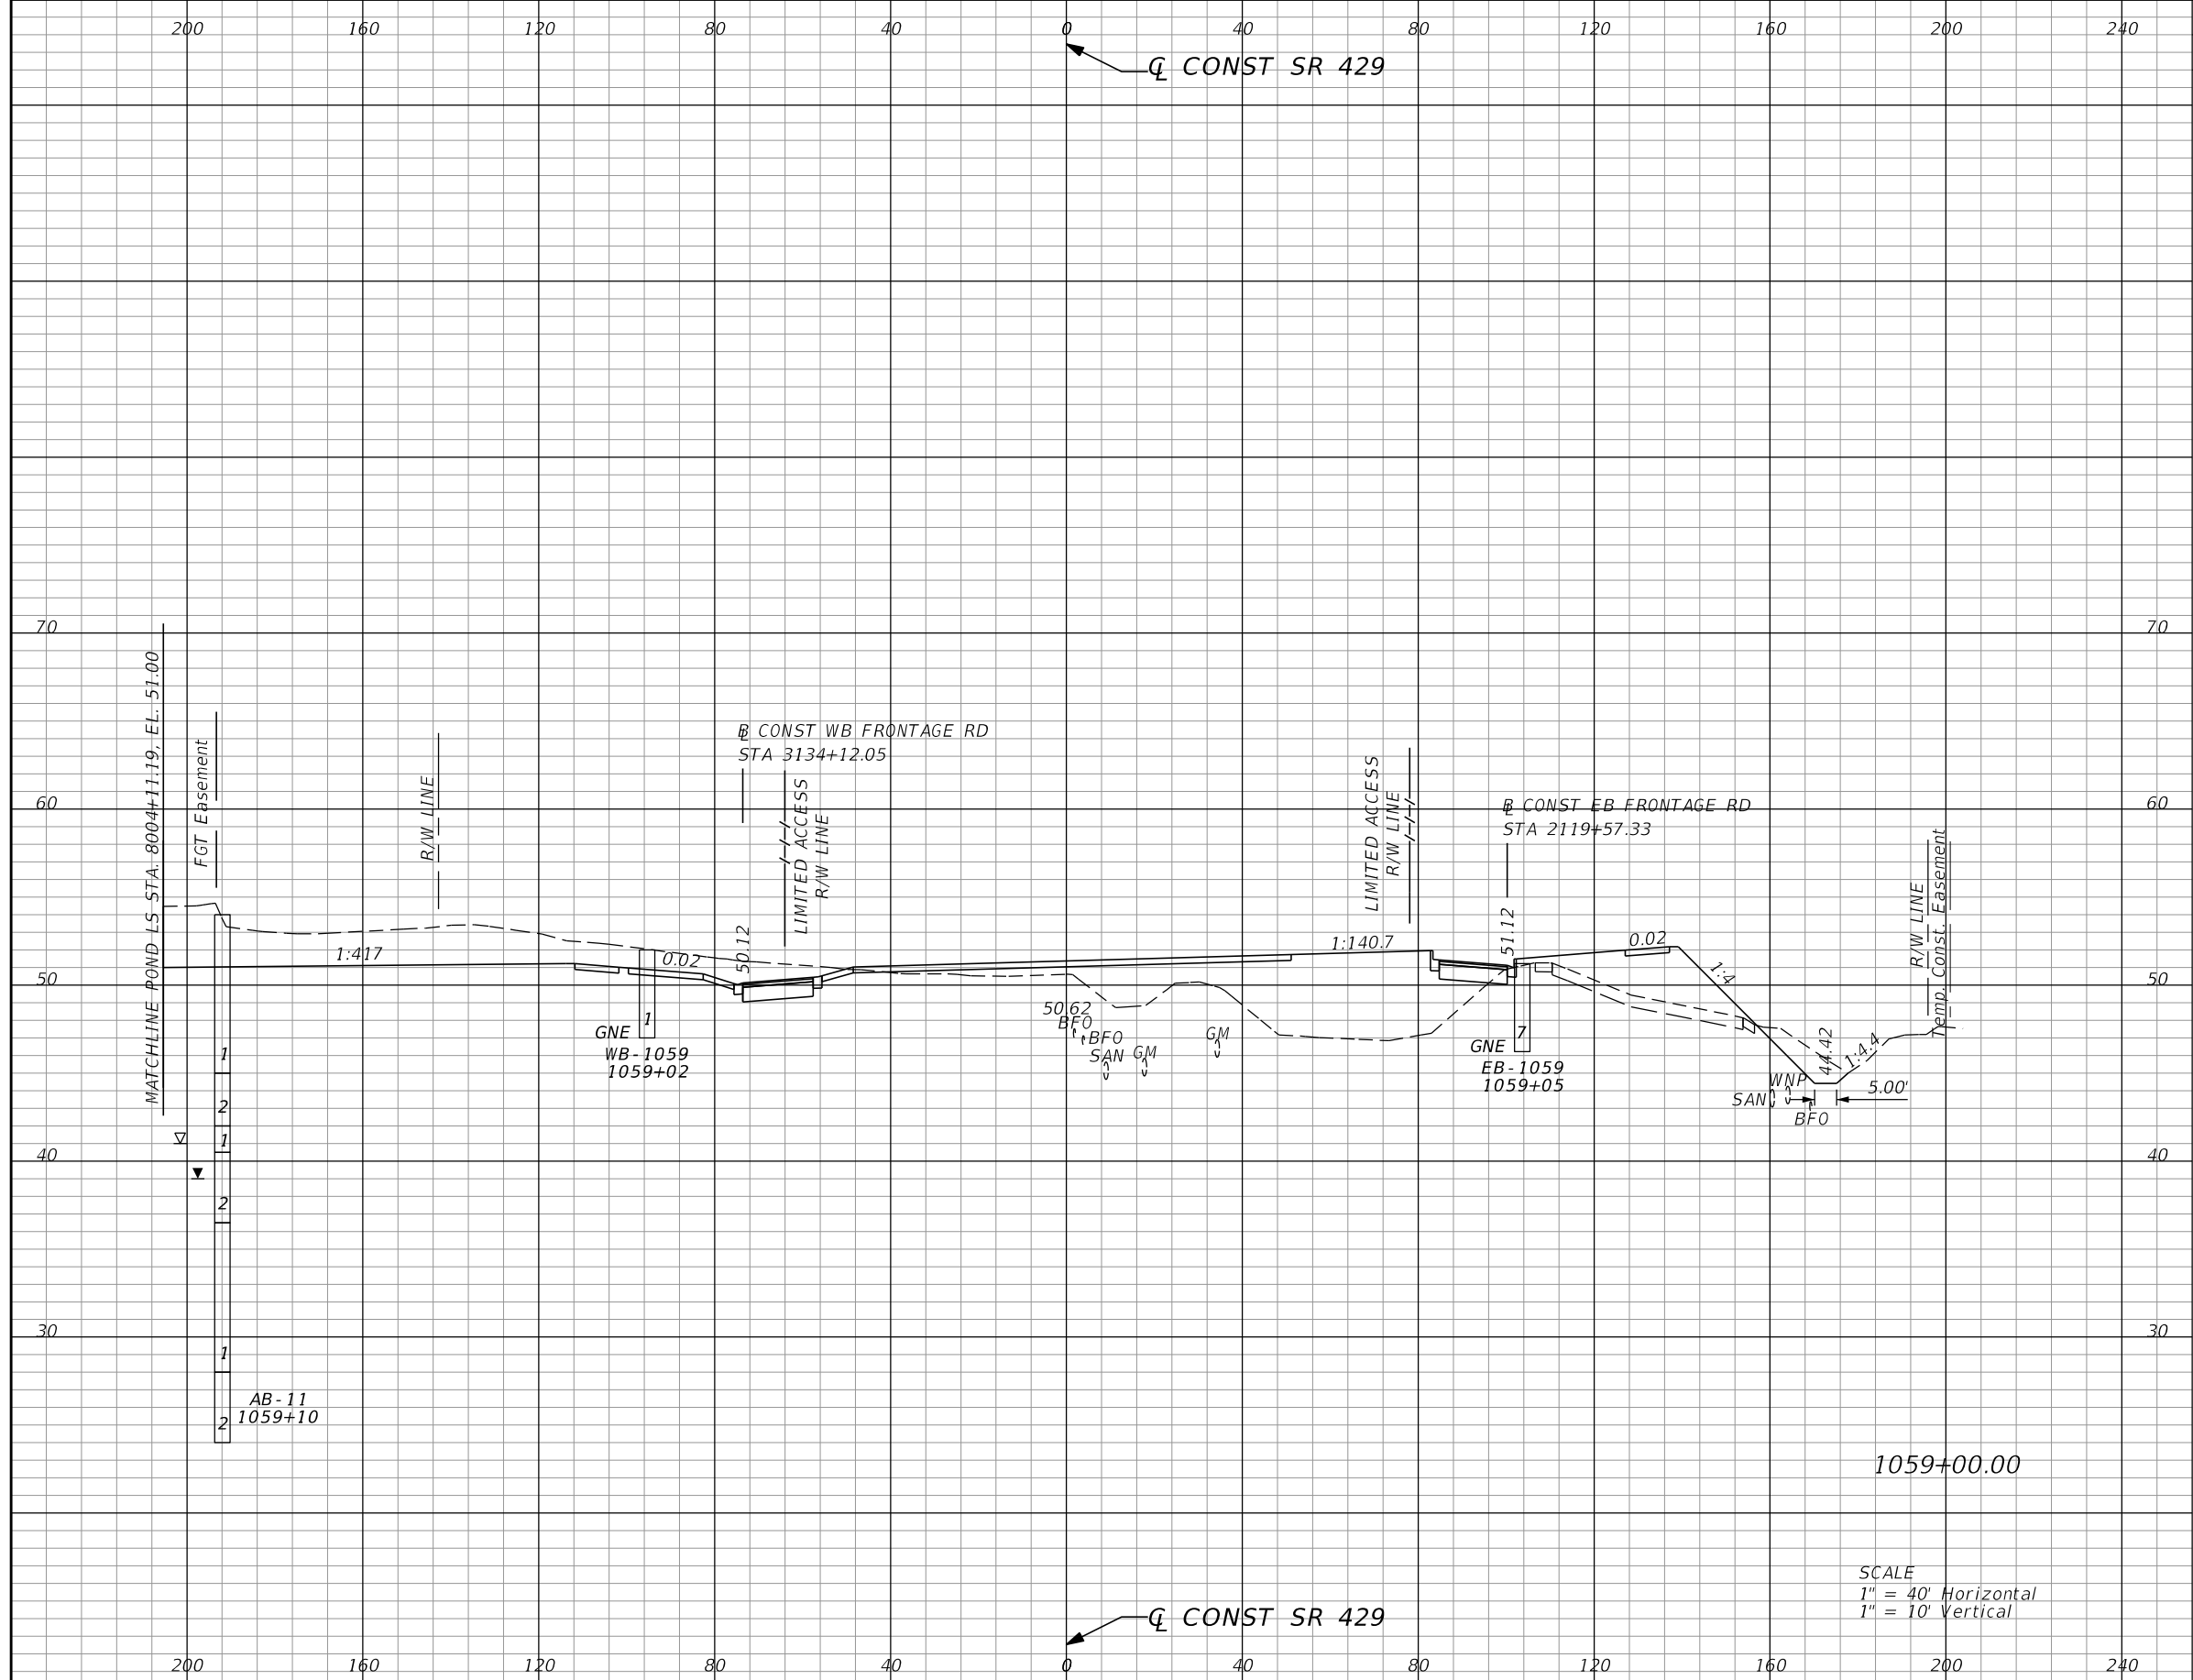 200 160 120 80 40 0 40 80 120 160 200 240
℄ CONST SR 429
70 70
MATCHLINE POND LS STA. 8004+11.19, EL. 51.00
FGT Easement
R/W LINE
℄ CONST WB FRONTAGE RD
STA 3134+12.05
LIMITED ACCESS
R/W LINE
LIMITED ACCESS
R/W LINE
60 60
B CONST EB FRONTAGE RD
STA 2119+57.33
R/W LINE
Temp. Const. Easement
1:417
0.02
50.12
1:140.7
51.12
0.02
1:4
50 50
50.62
BFO
BFO
SAN
GM
GM
GNE
1
WB-1059
1059+02
GNE
7
EB-1059
1059+05
44.42
1:4.4
WNP
SAN
BFO
5.00'
1
2
1
40 40
2
30 30
1
2
AB-11
1059+10
1059+00.00
SCALE
1" = 40' Horizontal
1" = 10' Vertical
℄ CONST SR 429
200 160 120 80 40 0 40 80 120 160 200 240